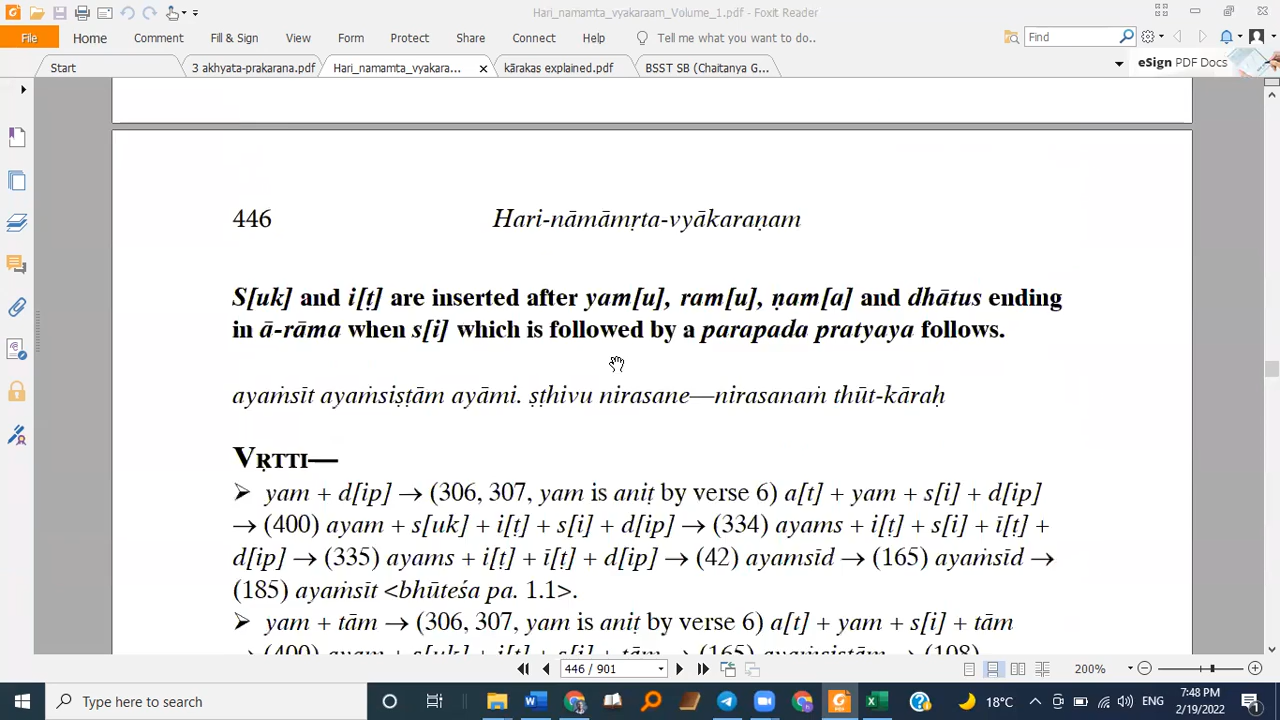 Hari_namamta_vyakaraam_Volume_1.pdf - Foxit Reader
File Home Comment Fill & Sign View Form Protect Share Connect Help Tell me what you want to do... Find
Start 3 akhyata-prakarana.pdf Hari_namamta_vyakara... kārakas explained.pdf BSST SB (Chaitanya G... eSign PDF Docs
446 Hari-nāmāmṛta-vyākaraṇam
S[uk] and i[ṭ] are inserted after yam[u], ram[u], ṇam[a] and dhātus ending
in ā-rāma when s[i] which is followed by a parapada pratyaya follows.
ayaṁsīt ayaṁsiṣṭām ayāmi. ṣṭhivu nirasane—nirasanaṁ thūt-kāraḥ
VṚTTI—
➢ yam + d[ip] → (306, 307, yam is aniṭ by verse 6) a[t] + yam + s[i] + d[ip]
→ (400) ayam + s[uk] + i[ṭ] + s[i] + d[ip] → (334) ayams + i[ṭ] + s[i] + ī[ṭ] +
d[ip] → (335) ayams + i[ṭ] + ī[ṭ] + d[ip] → (42) ayamsīd → (165) ayaṁsīd →
(185) ayaṁsīt <bhūteśa pa. 1.1>.
➢ yam + tām → (306, 307, yam is aniṭ by verse 6) a[t] + yam + s[i] + tām
446 / 901 200%
Type here to search 18°C ENG 7:48 PM
2/19/2022